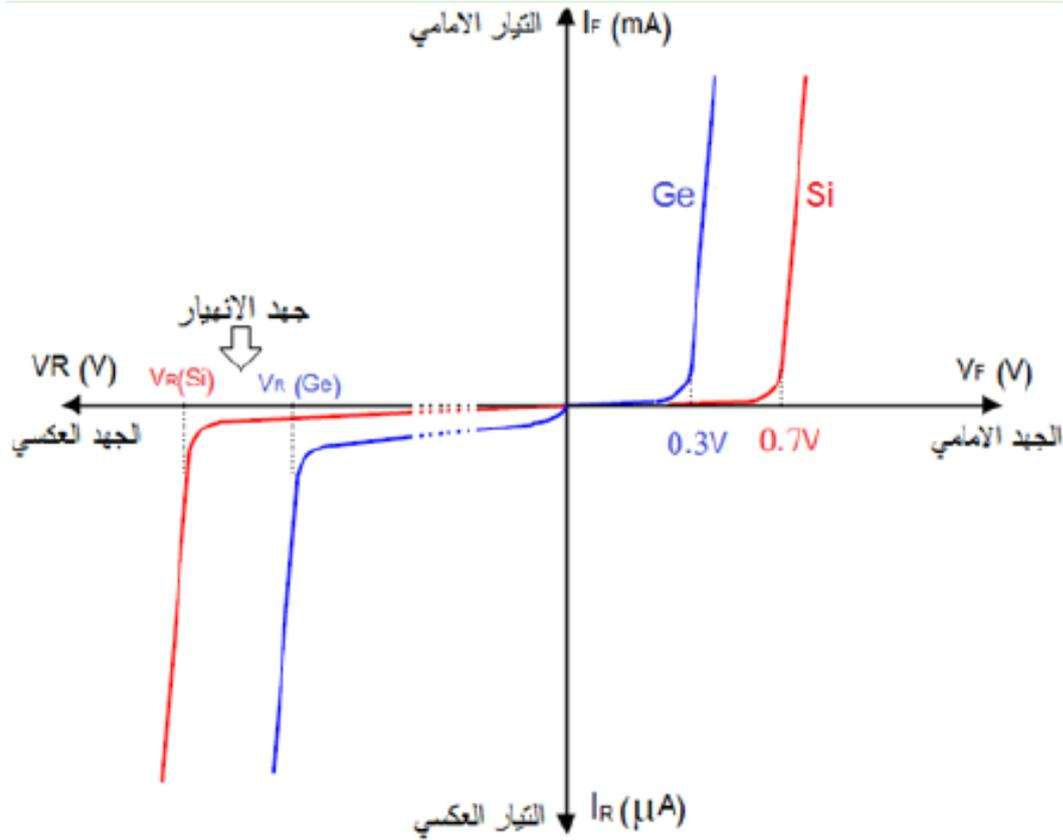 التيار الامامي
IF (mA)
Ge
Si
جهد الانهيار
VR (V)
VR(Si)
VR (Ge)
VF (V)
الجهد العكسي
0.3V
0.7V
الجهد الامامي
التيار العكسي
IR (μA)